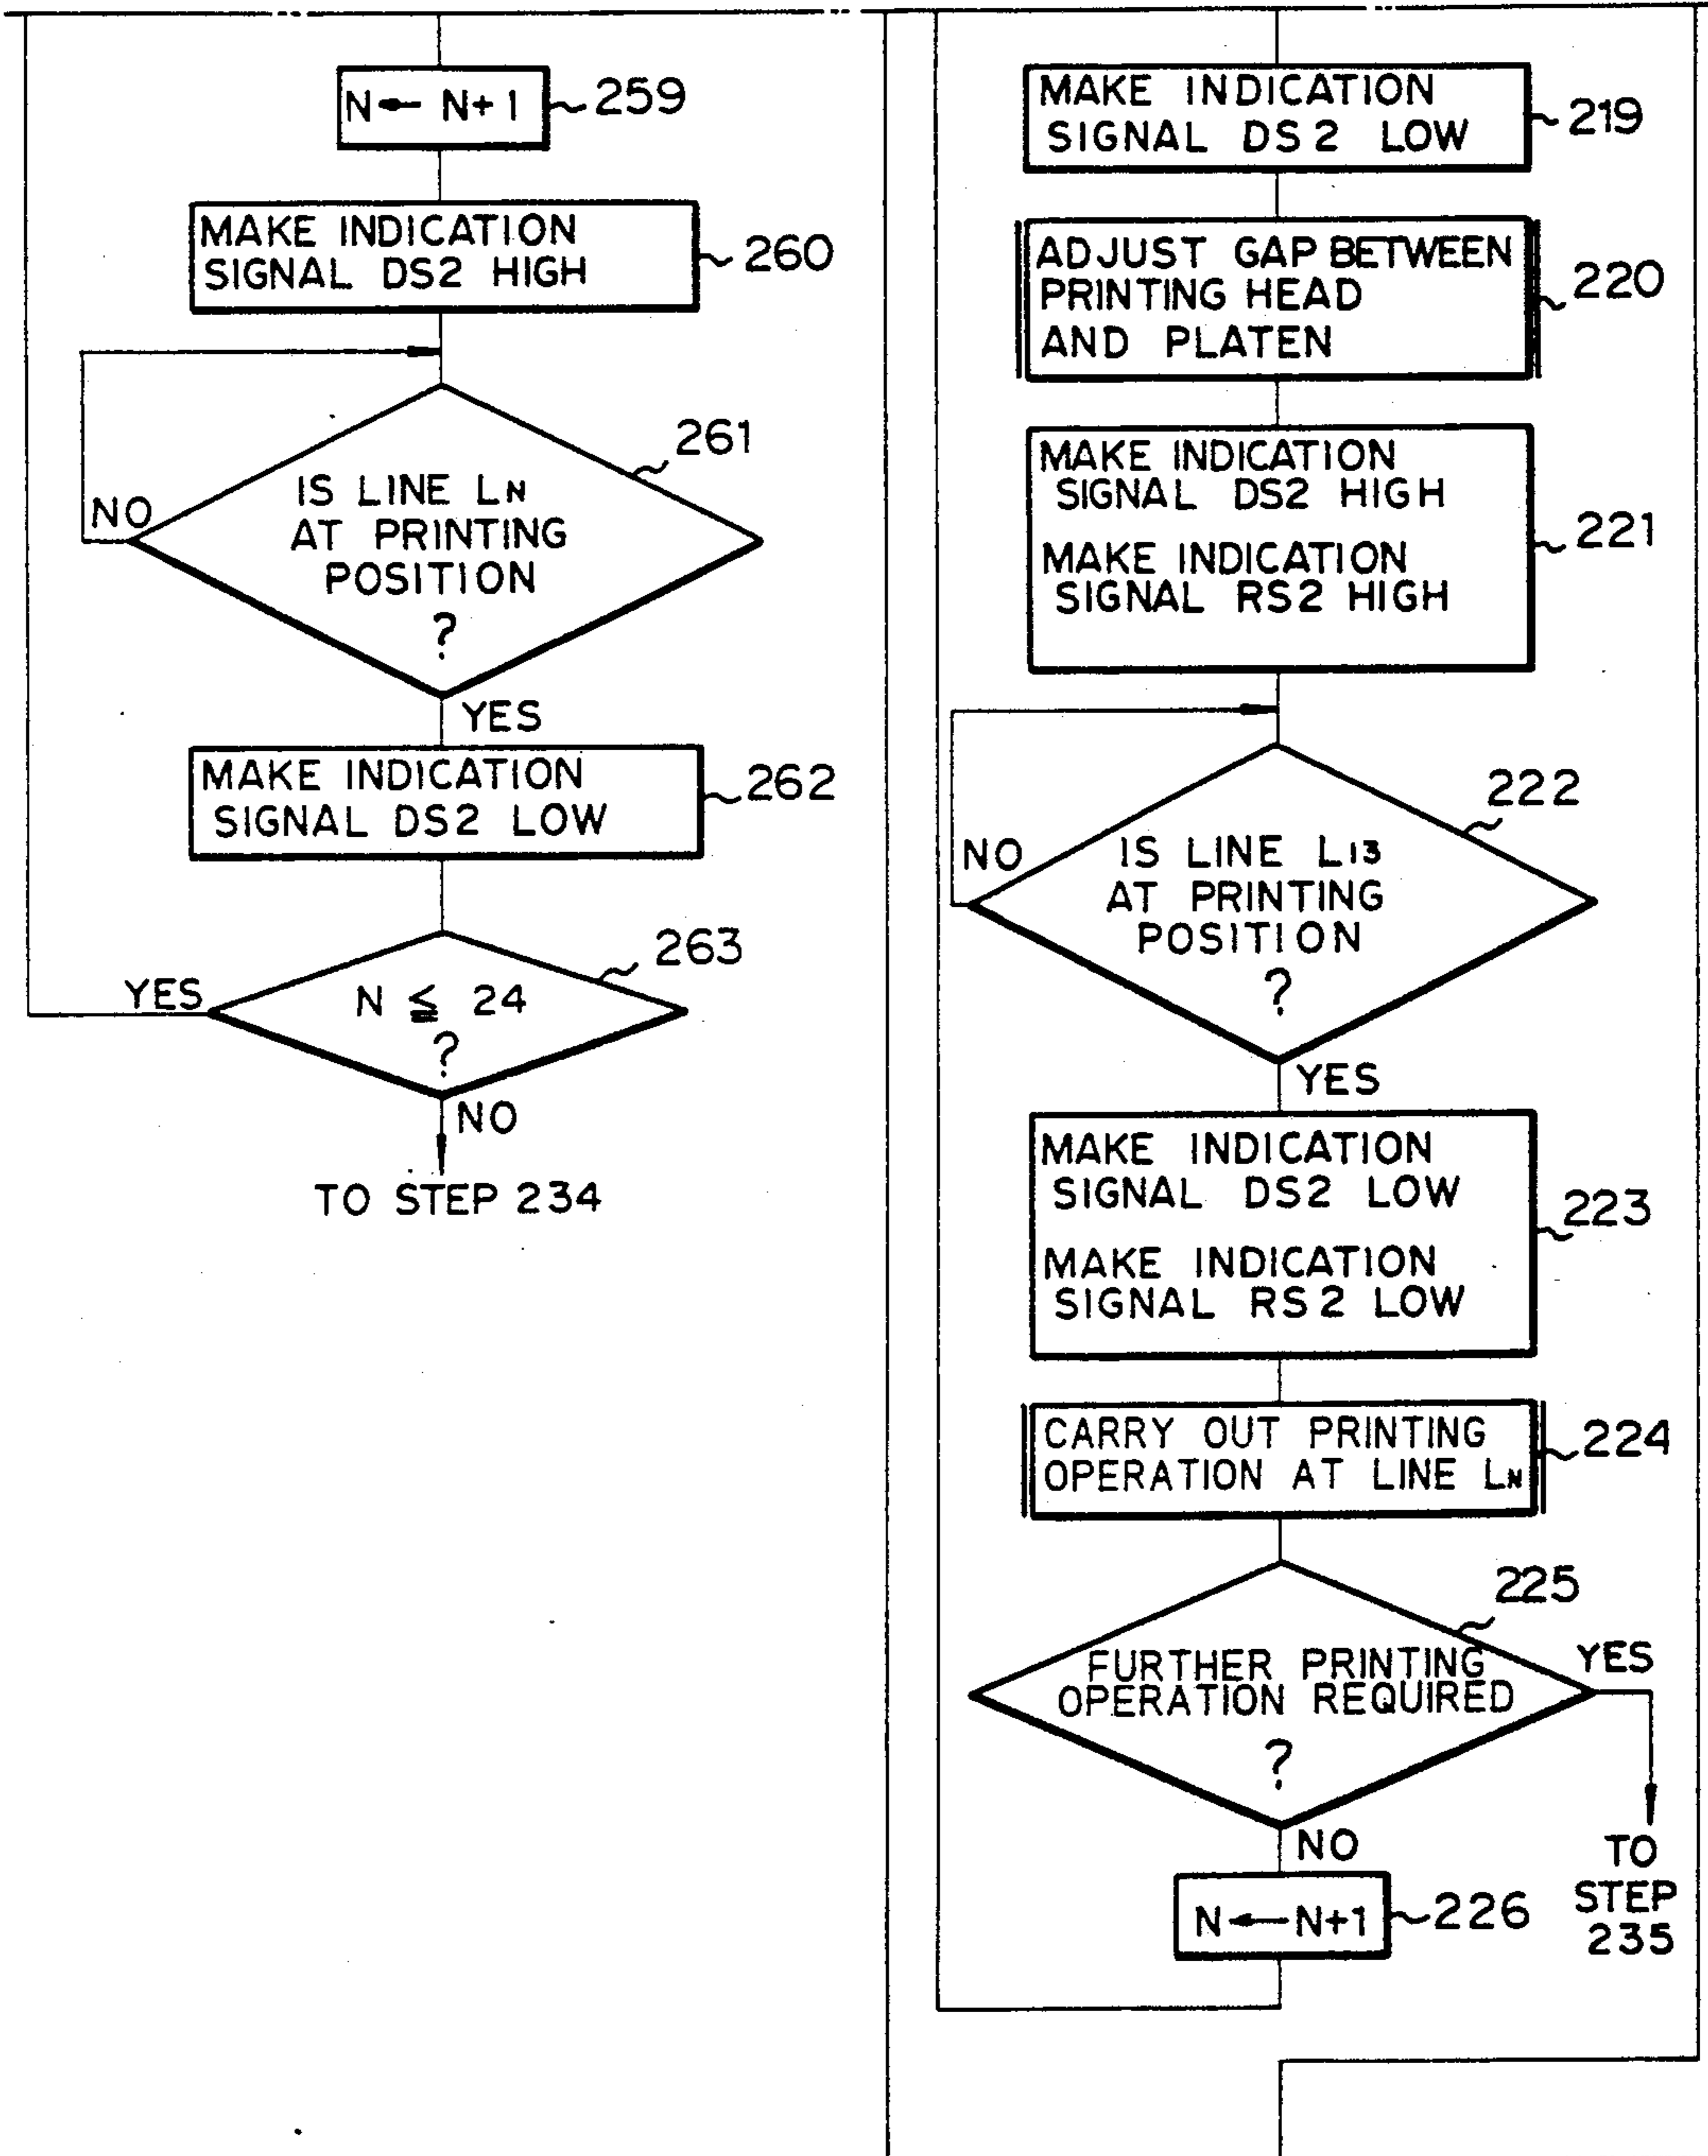 N ← N+1
259
MAKE INDICATION
SIGNAL DS2 HIGH
260
261
IS LINE LN
AT PRINTING
POSITION
?
NO
YES
MAKE INDICATION
SIGNAL DS2 LOW
262
263
N ≦ 24
?
YES
NO
TO STEP 234
MAKE INDICATION
SIGNAL DS2 LOW
219
ADJUST GAP BETWEEN
PRINTING HEAD
AND PLATEN
220
MAKE INDICATION
SIGNAL DS2 HIGH
MAKE INDICATION
SIGNAL RS2 HIGH
221
222
IS LINE L13
AT PRINTING
POSITION
?
NO
YES
MAKE INDICATION
SIGNAL DS2 LOW
MAKE INDICATION
SIGNAL RS2 LOW
223
CARRY OUT PRINTING
OPERATION AT LINE LN
224
225
FURTHER PRINTING
OPERATION REQUIRED
?
YES
NO
TO
STEP
235
N ← N+1
226